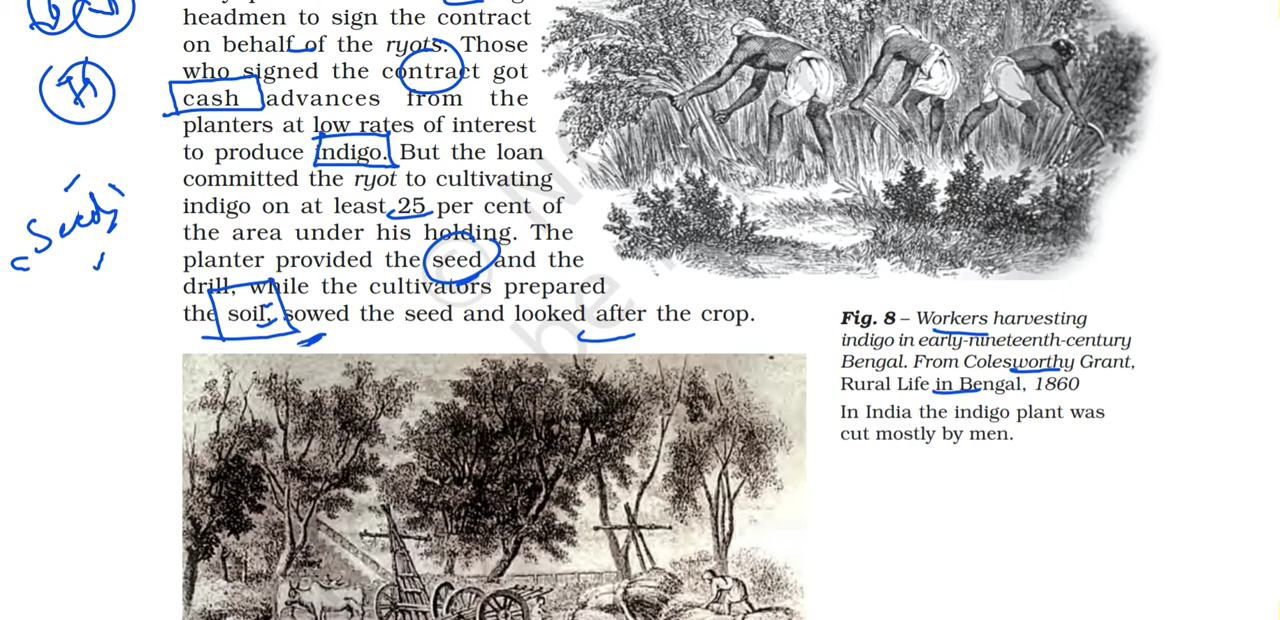 headmen to sign the contract
on behalf of the ryots. Those
who signed the contract got
cash advances from the
planters at low rates of interest
to produce indigo. But the loan
committed the ryot to cultivating
indigo on at least 25 per cent of
the area under his holding. The
planter provided the seed and the
drill, while the cultivators prepared
the soil, sowed the seed and looked after the crop.
Seeds
Fig. 8 – Workers harvesting
indigo in early-nineteenth-century
Bengal. From Colesworthy Grant,
Rural Life in Bengal, 1860
In India the indigo plant was
cut mostly by men.